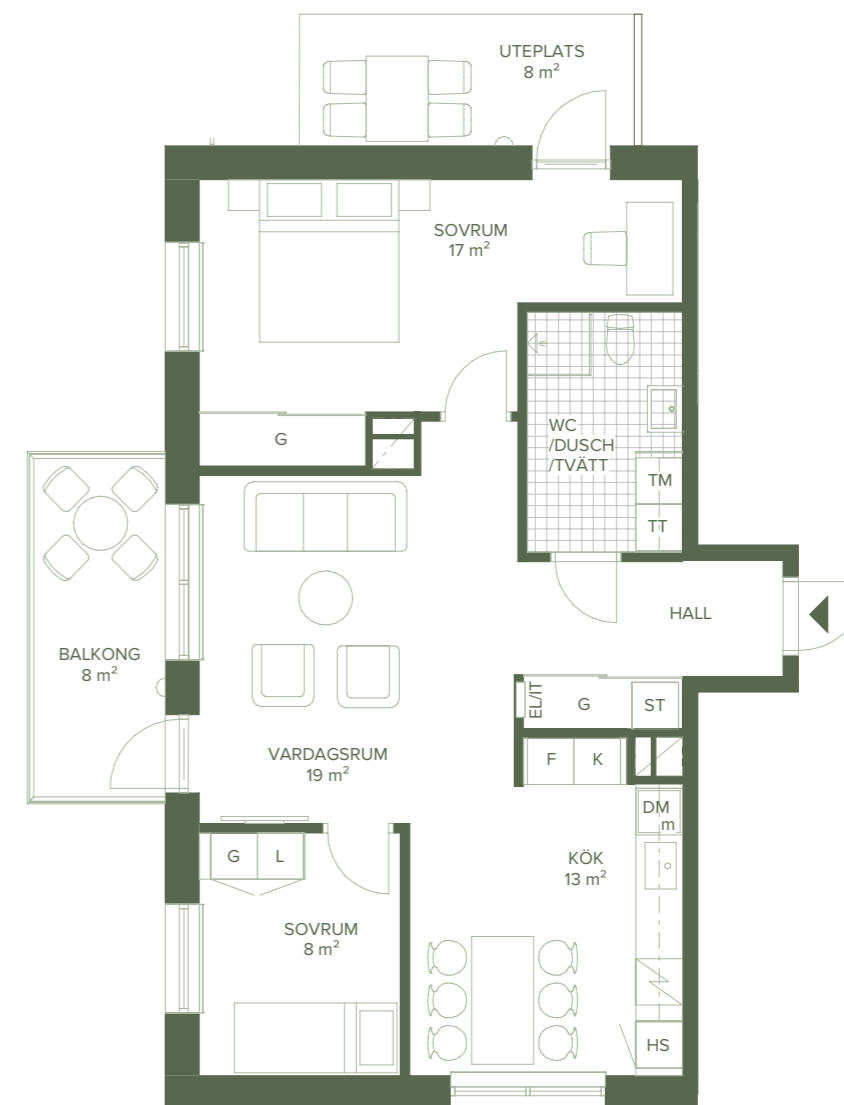 UTEPLATS
8 m²
SOVRUM
17 m²
G
WC
/DUSCH
/TVÄTT
TM
TT
HALL
BALKONG
8 m²
EL/IT
G
ST
VARDAGSRUM
19 m²
F
K
DM
m
G
L
KÖK
13 m²
SOVRUM
8 m²
HS